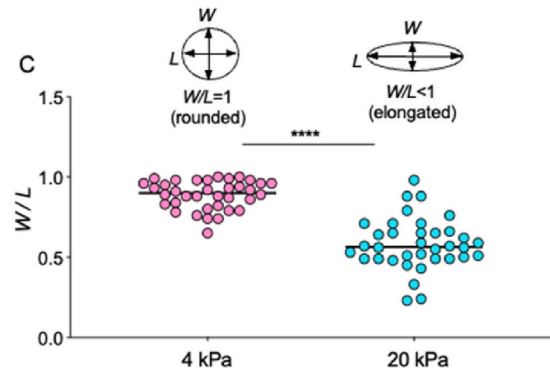 C
W
L
W/L=1
(rounded)
W
L
W/L<1
(elongated)
****
1.5
1.0
0.5
0.0
W / L
4 kPa
20 kPa